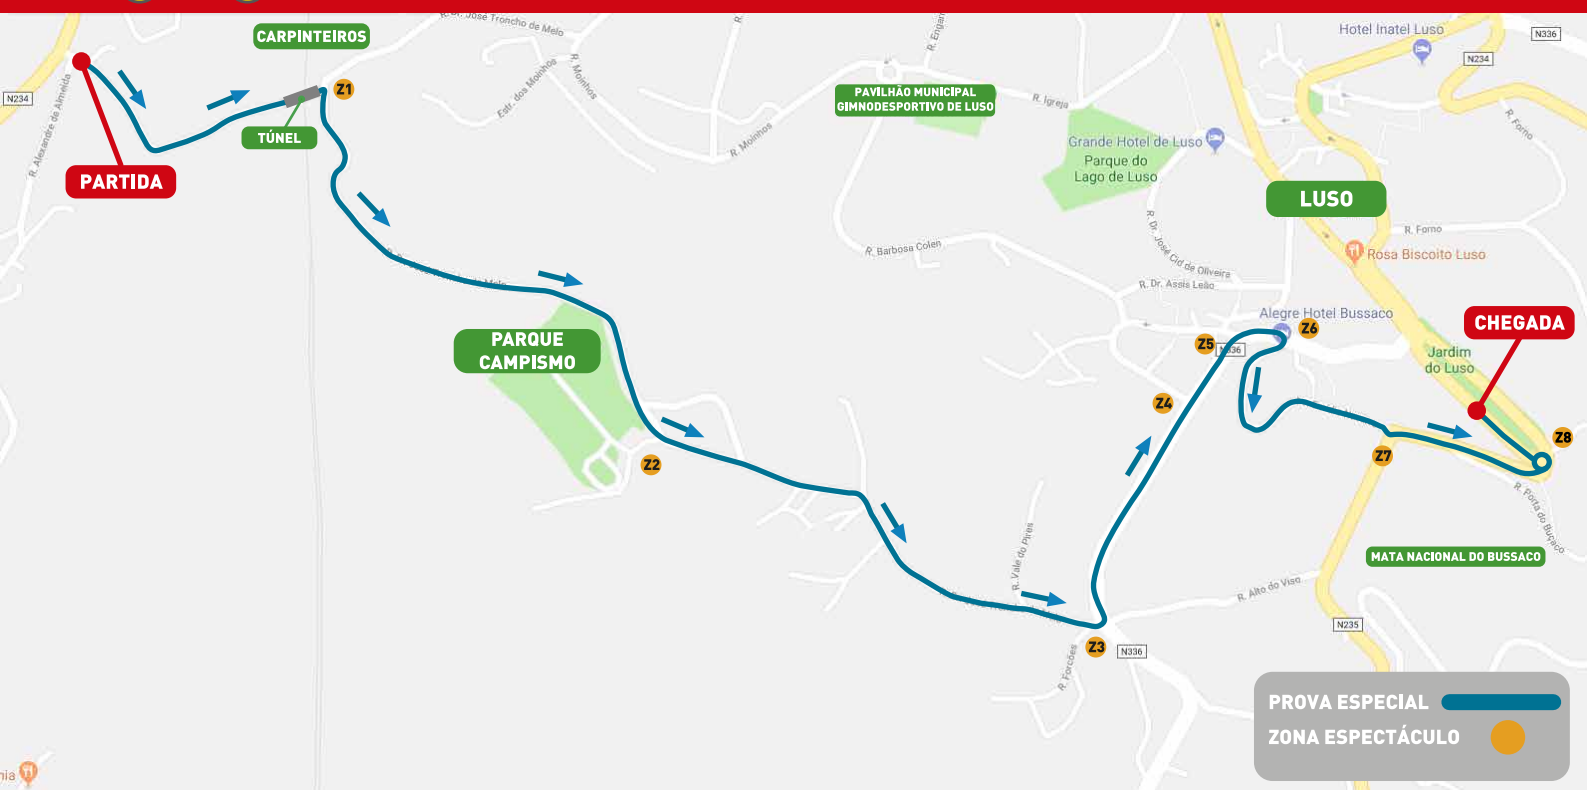 R. Dr. José Troncho de Melo
CARPINTEIROS
Z1
N234
R. Alexandre de Almeida
TÚNEL
PARTIDA
Estr. dos Moinhos
R. Moinhos
R. Moinhos
PAVILHÃO MUNICIPAL
GIMNODESPORTIVO DE LUSO
R. Igreja
Hotel Inatel Luso
N336
N234
R. Forno
Grande Hotel de Luso
Parque do
Lago de Luso
LUSO
R. Forno
R. Barbosa Colen
R. Dr. José Cid de Oliveira
Rosa Biscoito Luso
R. Dr. Assis Leão
Alegre Hotel Bussaco
Z6
Z5
N336
CHEGADA
PARQUE
CAMPISMO
Jardim
do Luso
Z4
Z8
Z7
Z2
R. Porta do Buçaco
R. Vale do Pires
MATA NACIONAL DO BUSSACO
R. Alto do Viso
N235
Z3
N336
R. Forcões
PROVA ESPECIAL
ZONA ESPECTÁCULO